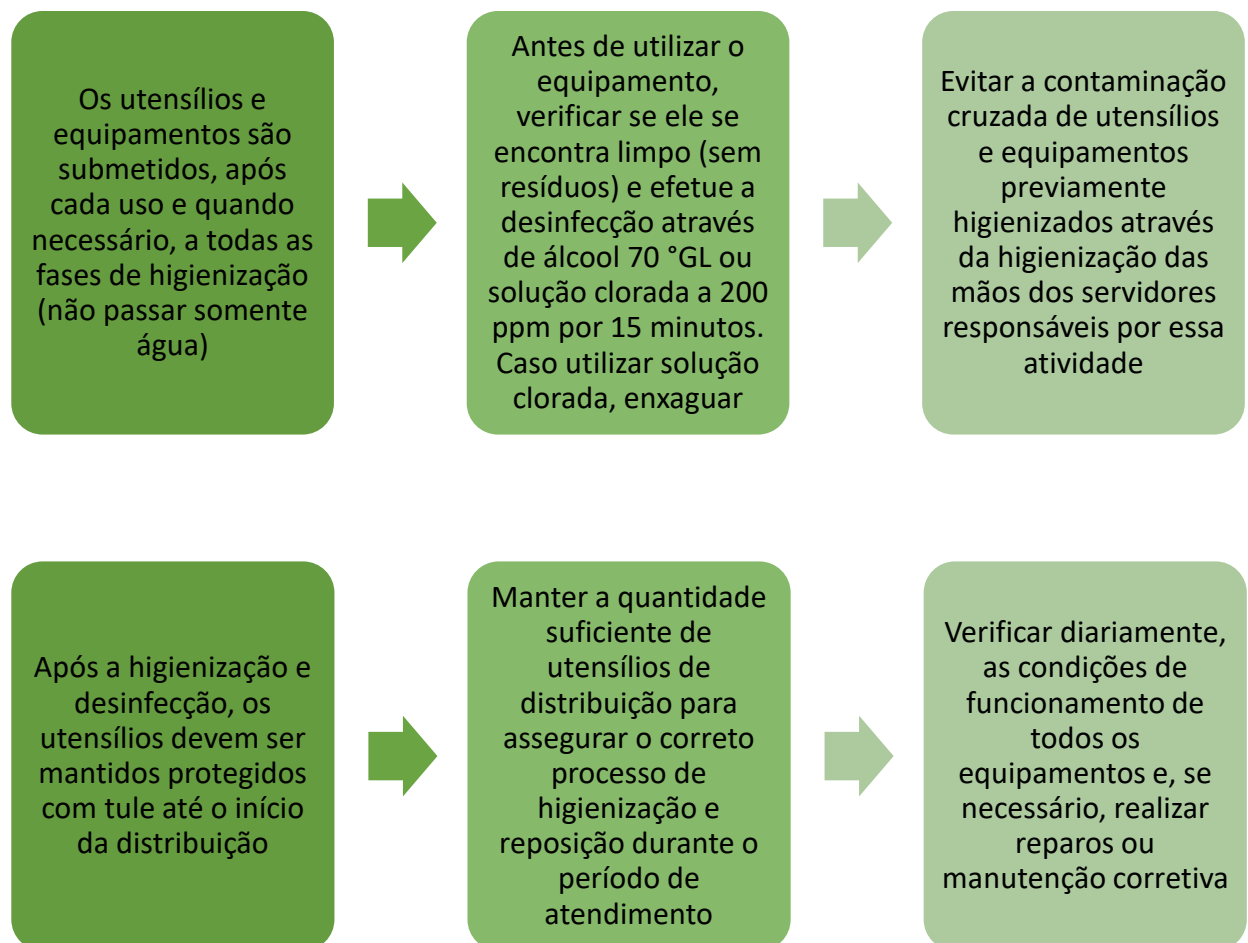 Os utensílios e
equipamentos são
submetidos, após
cada uso e quando
necessário, a todas as
fases de higienização
(não passar somente
água)
Antes de utilizar o
equipamento,
verificar se ele se
encontra limpo (sem
resíduos) e efetue a
desinfecção através
de álcool 70 °GL ou
solução clorada a 200
ppm por 15 minutos.
Caso utilizar solução
clorada, enxaguar
Evitar a contaminação
cruzada de utensílios
e equipamentos
previamente
higienizados através
da higienização das
mãos dos servidores
responsáveis por essa
atividade
Após a higienização e
desinfecção, os
utensílios devem ser
mantidos protegidos
com tule até o início
da distribuição
Manter a quantidade
suficiente de
utensílios de
distribuição para
assegurar o correto
processo de
higienização e
reposição durante o
período de
atendimento
Verificar diariamente,
as condições de
funcionamento de
todos os
equipamentos e, se
necessário, realizar
reparos ou
manutenção corretiva